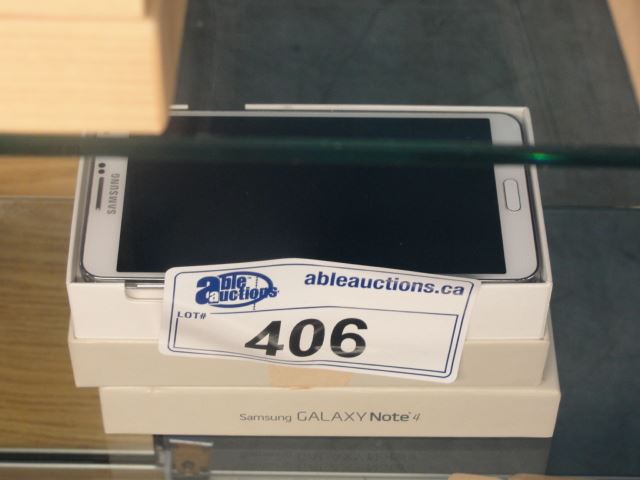 SAMSUNG
able auctions
ableauctions.ca
LOT#
406
Samsung GALAXY Note 4